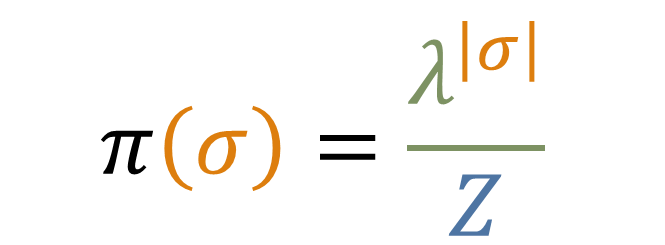 π(σ) = λ^|σ| / Z